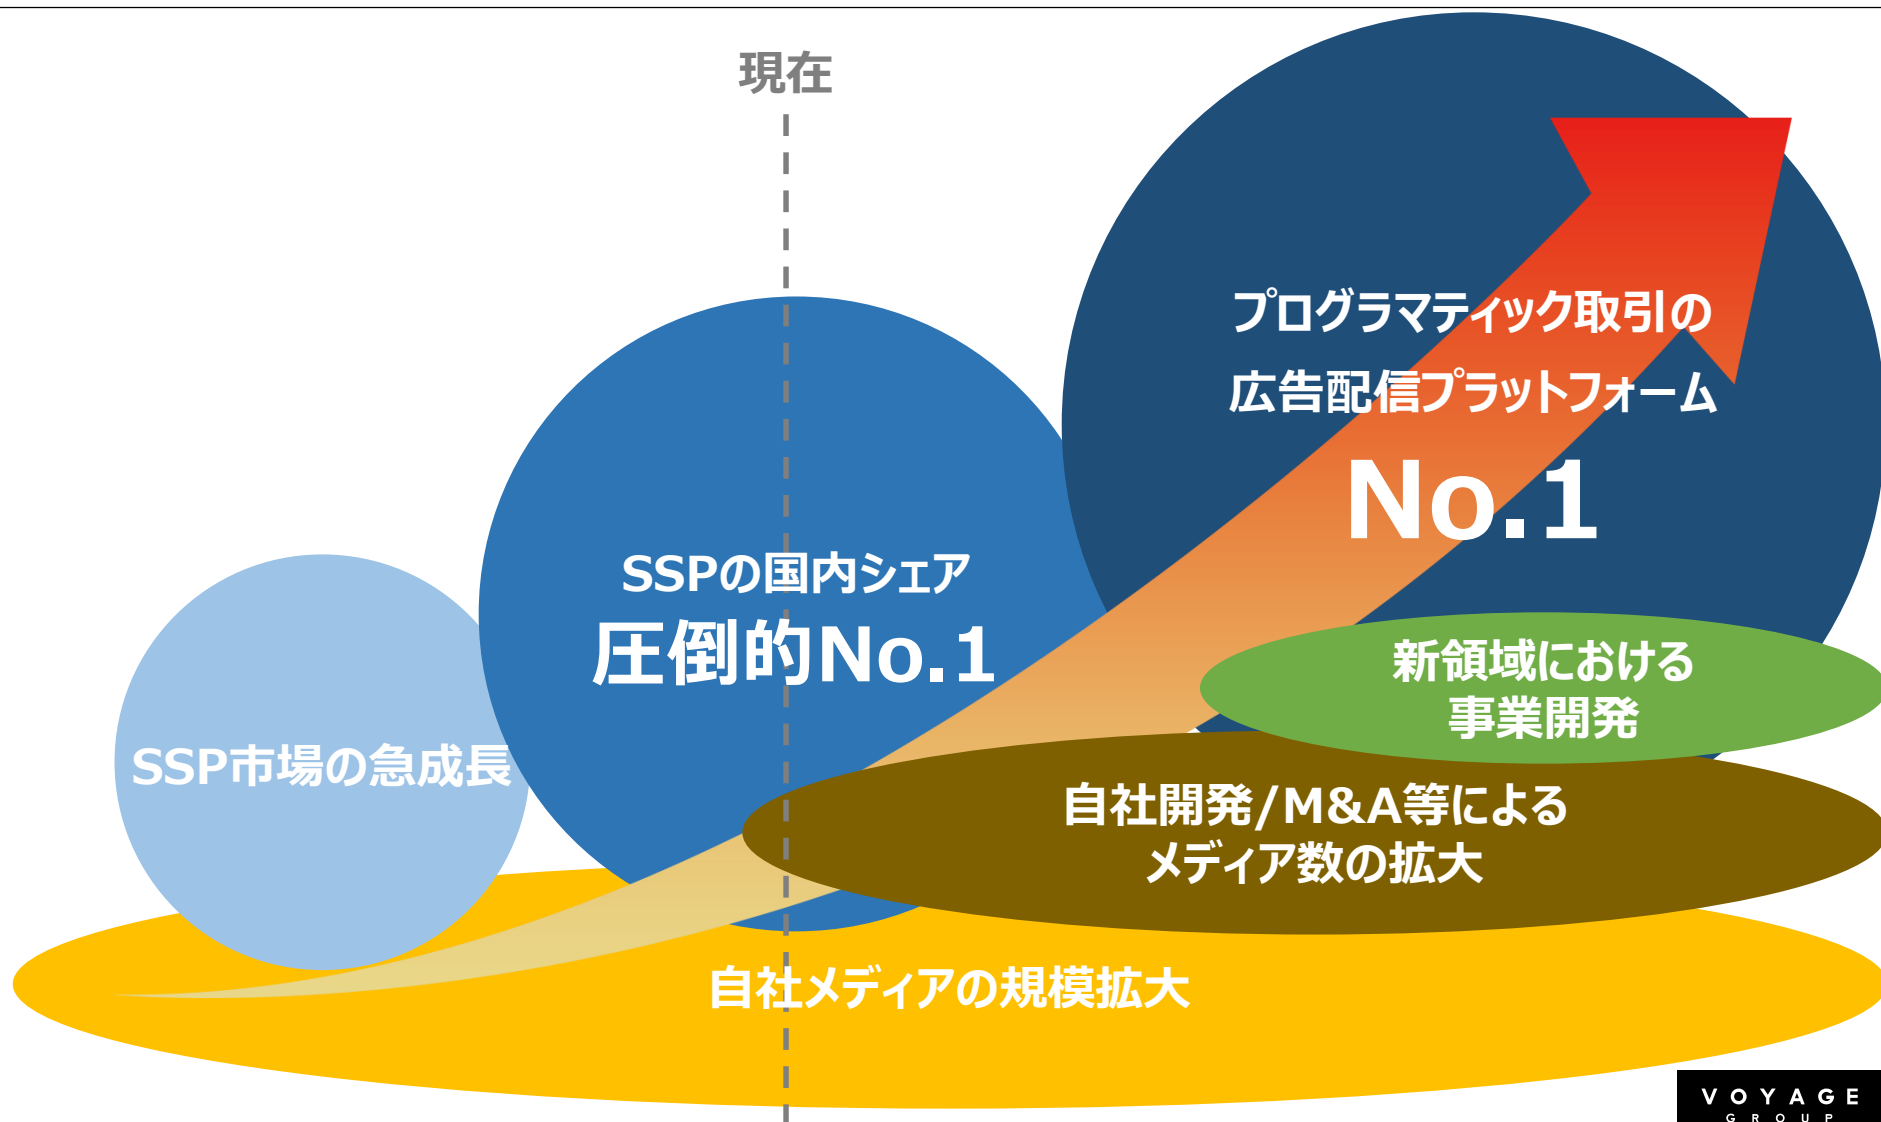 現在
プログラマティック取引の
広告配信プラットフォーム
No.1
SSPの国内シェア
圧倒的No.1
新領域における
事業開発
SSP市場の急成長
自社開発/M&A等による
メディア数の拡大
自社メディアの規模拡大
VOYAGE
GROUP